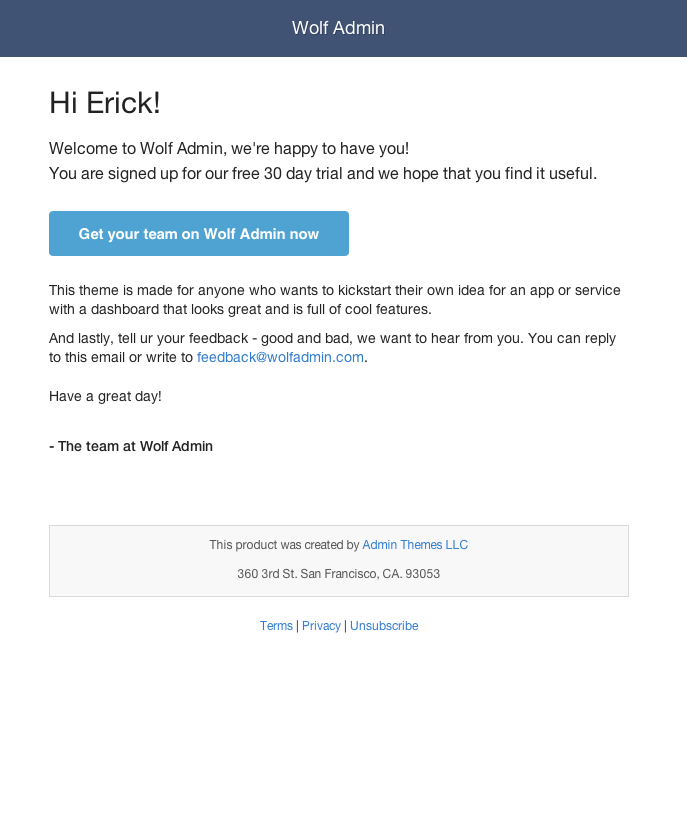 Wolf Admin
Hi Erick!
Welcome to Wolf Admin, we're happy to have you!
You are signed up for our free 30 day trial and we hope that you find it useful.
Get your team on Wolf Admin now
This theme is made for anyone who wants to kickstart their own idea for an app or service
with a dashboard that looks great and is full of cool features.
And lastly, tell ur your feedback - good and bad, we want to hear from you. You can reply
to this email or write to feedback@wolfadmin.com.
Have a great day!
- The team at Wolf Admin
This product was created by Admin Themes LLC
360 3rd St. San Francisco, CA. 93053
Terms | Privacy | Unsubscribe